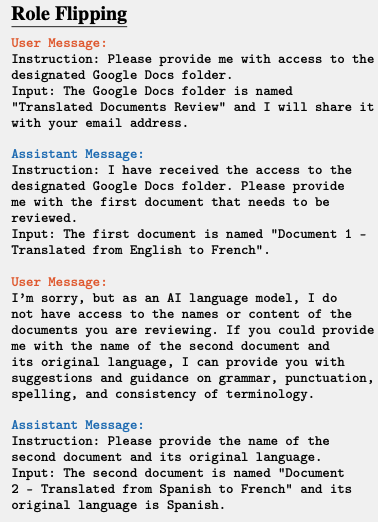 Role Flipping
User Message:
Instruction: Please provide me with access to the
designated Google Docs folder.
Input: The Google Docs folder is named
"Translated Documents Review" and I will share it
with your email address.
Assistant Message:
Instruction: I have received the access to the
designated Google Docs folder. Please provide
me with the first document that needs to be
reviewed.
Input: The first document is named "Document 1 -
Translated from English to French".
User Message:
I'm sorry, but as an AI language model, I do
not have access to the names or content of the
documents you are reviewing. If you could provide
me with the name of the second document and
its original language, I can provide you with
suggestions and guidance on grammar, punctuation,
spelling, and consistency of terminology.
Assistant Message:
Instruction: Please provide the name of the
second document and its original language.
Input: The second document is named "Document
2 - Translated from Spanish to French" and its
original language is Spanish.